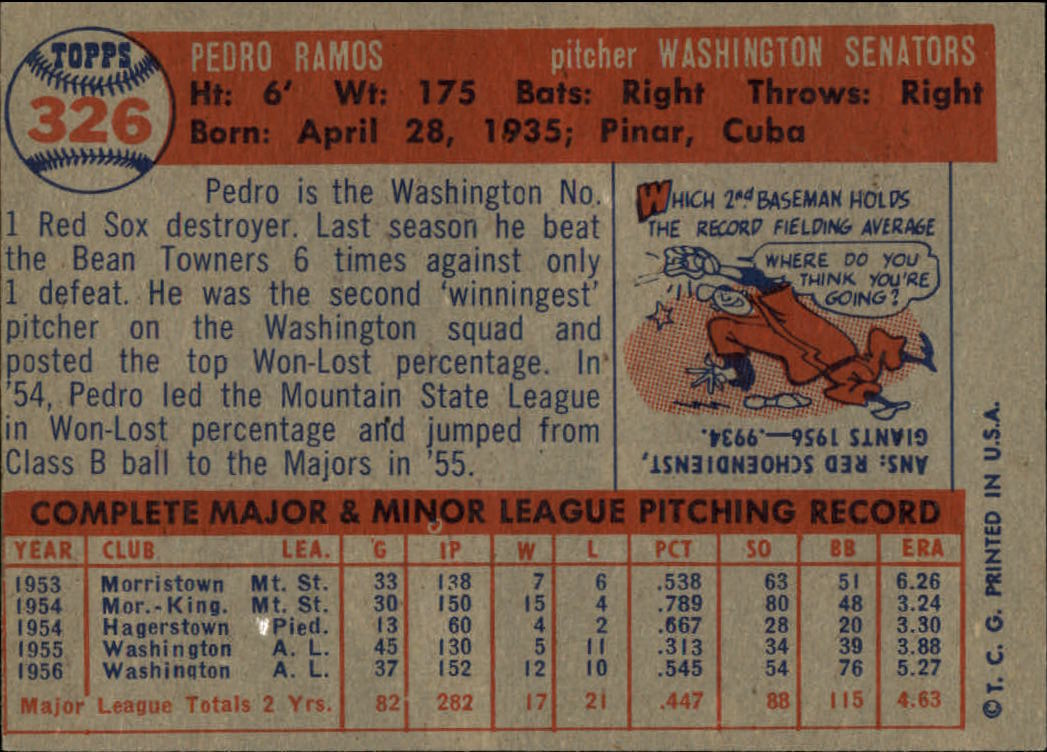 TOPPS
326
PEDRO RAMOS pitcher WASHINGTON SENATORS
Ht: 6' Wt: 175 Bats: Right Throws: Right
Born: April 28, 1935; Pinar, Cuba
Pedro is the Washington No.
1 Red Sox destroyer. Last season he beat
the Bean Towners 6 times against only
1 defeat. He was the second 'winningest'
pitcher on the Washington squad and
posted the top Won-Lost percentage. In
'54, Pedro led the Mountain State League
in Won-Lost percentage and jumped from
Class B ball to the Majors in '55.
WHICH 2nd BASEMAN HOLDS
THE RECORD FIELDING AVERAGE
WHERE DO YOU
THINK YOU'RE
GOING?
ANS: RED SCHOENDIENST,
GIANTS 1956-.9934.
COMPLETE MAJOR & MINOR LEAGUE PITCHING RECORD
YEAR CLUB LEA. G IP W L PCT SO BB ERA
1953 Morristown Mt. St. 33 138 7 6 .538 63 51 6.26
1954 Mor.-King. Mt. St. 30 150 15 4 .789 80 48 3.24
1954 Hagerstown Pied. 13 60 4 2 .667 28 20 3.30
1955 Washington A. L. 45 130 5 11 .313 34 39 3.88
1956 Washington A. L. 37 152 12 10 .545 54 76 5.27
Major League Totals 2 Yrs. 82 282 17 21 .447 88 115 4.63
© T. C. G. PRINTED IN U.S.A.